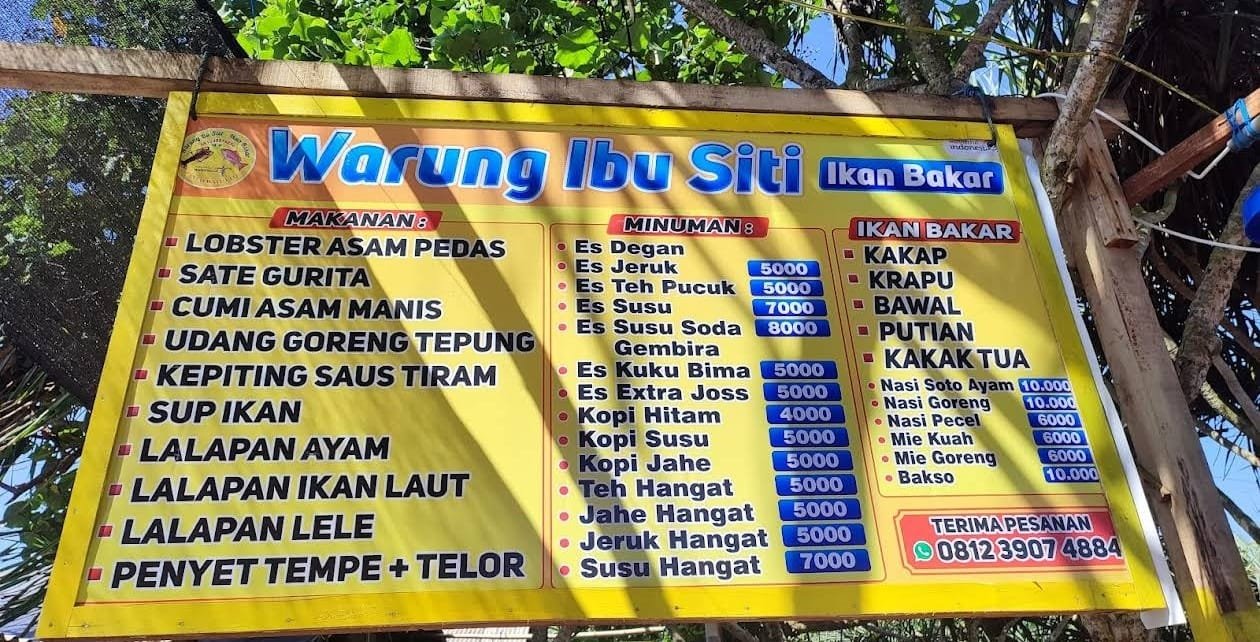 Warung Ibu Siti
Ikan Bakar
MAKANAN :
LOBSTER ASAM PEDAS
SATE GURITA
CUMI ASAM MANIS
UDANG GORENG TEPUNG
KEPITING SAUS TIRAM
SUP IKAN
LALAPAN AYAM
LALAPAN IKAN LAUT
LALAPAN LELE
PENYET TEMPE + TELOR
MINUMAN :
Es Degan
Es Jeruk 5000
Es Teh Pucuk 5000
Es Susu 7000
Es Susu Soda 8000
Gembira
Es Kuku Bima 5000
Es Extra Joss 5000
Kopi Hitam 4000
Kopi Susu 5000
Kopi Jahe 5000
Teh Hangat 5000
Jahe Hangat 5000
Jeruk Hangat 5000
Susu Hangat 7000
IKAN BAKAR
KAKAP
KRAPU
BAWAL
PUTIAN
KAKAK TUA
Nasi Soto Ayam 10.000
Nasi Goreng 10.000
Nasi Pecel 6000
Mie Kuah 6000
Mie Goreng 6000
Bakso 10.000
TERIMA PESANAN
0812 3907 4884